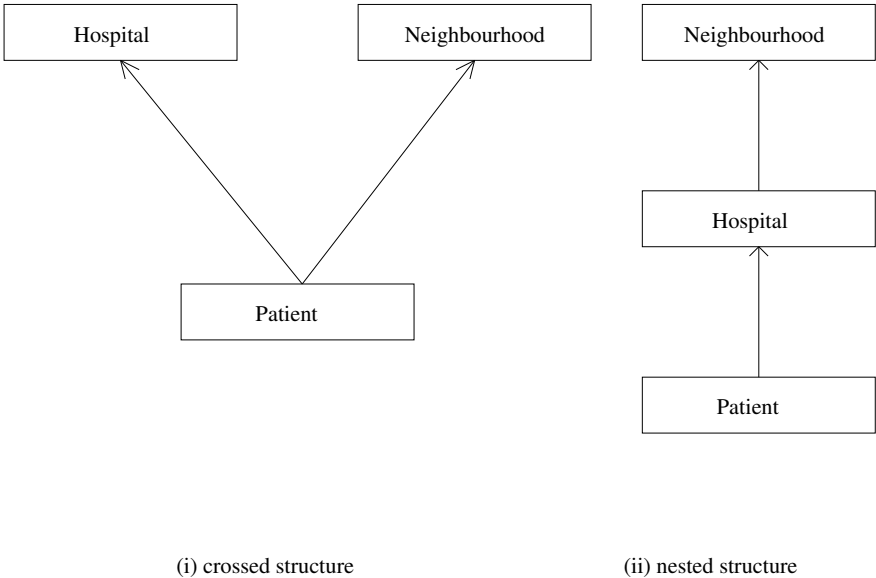 Hospital
Neighbourhood
Patient
(i) crossed structure
Neighbourhood
Hospital
Patient
(ii) nested structure